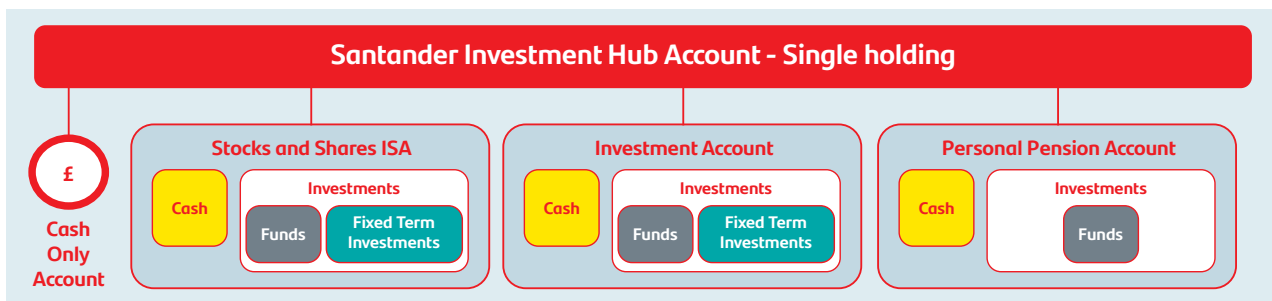 Santander Investment Hub Account - Single holding
£
Cash
Only
Account
Stocks and Shares ISA
Cash
Investments
Funds
Fixed Term
Investments
Investment Account
Cash
Investments
Funds
Fixed Term
Investments
Personal Pension Account
Cash
Investments
Funds